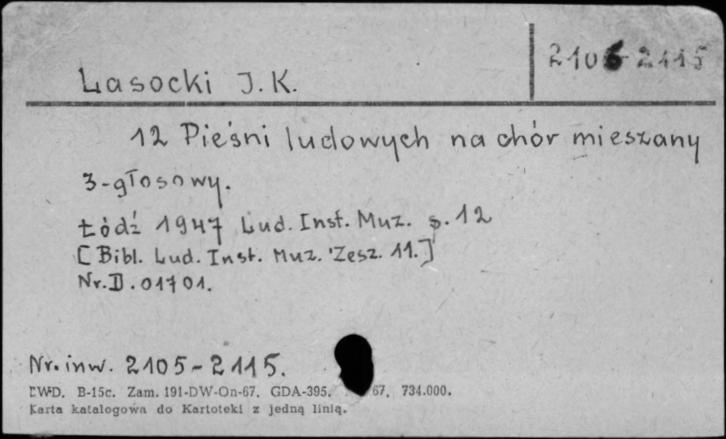 2106-2115
Lasocki J.K.
12 Pieśni ludowych na chór mieszany
3-głosowy.
Łódź 1947 Lud. Inst. Muz. s. 12
[Bibl. Lud. Inst. Muz. Zesz. 11.]
Nr. D. 01701.
Nr. inw. 2105-2115.
CWD. B-15c. Zam. 191-DW-On-67. GDA-395. 67. 734.000.
Karta katalogowa do Kartoteki z jedną linią.